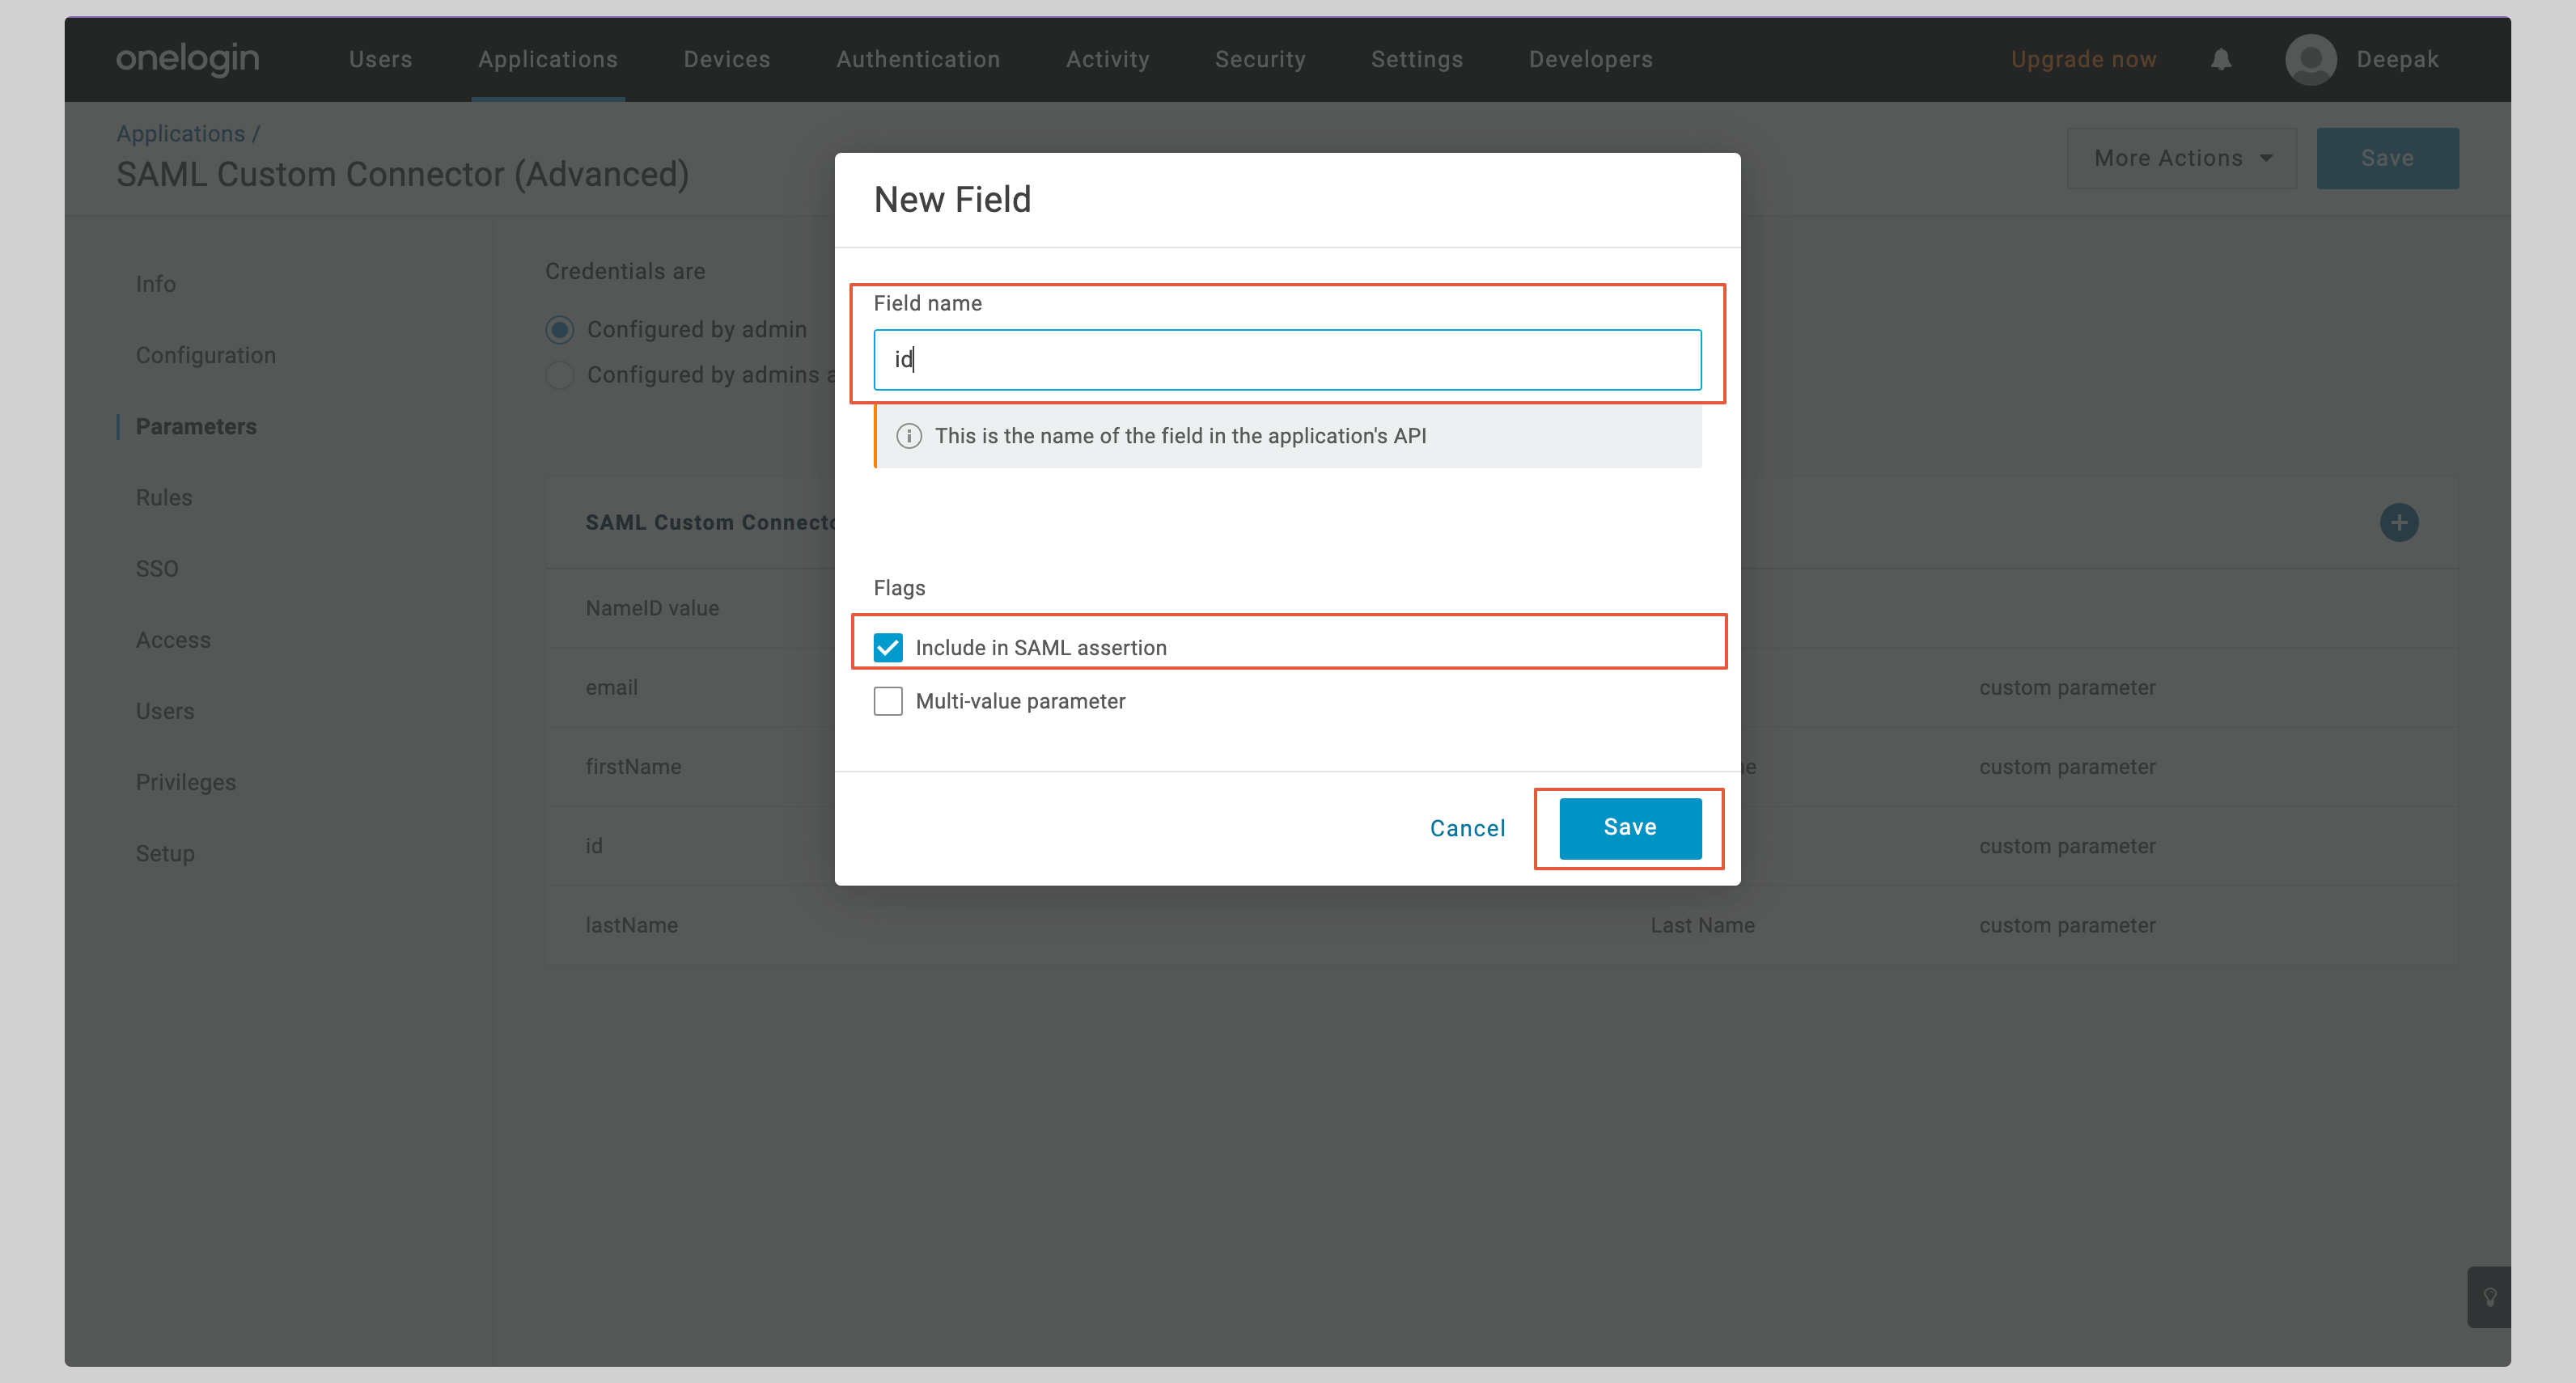 onelogin Users Applications Devices Authentication Activity Security Settings Developers Upgrade now Deepak
Applications /
SAML Custom Connector (Advanced)
More Actions Save
Info
Configuration
Parameters
Rules
SSO
Access
Users
Privileges
Setup
Credentials are
Configured by admin
Configured by admins a
SAML Custom Connecto
NameID value
email custom parameter
firstName ne custom parameter
id custom parameter
lastName Last Name custom parameter
New Field
Field name
id
This is the name of the field in the application's API
Flags
Include in SAML assertion
Multi-value parameter
Cancel Save